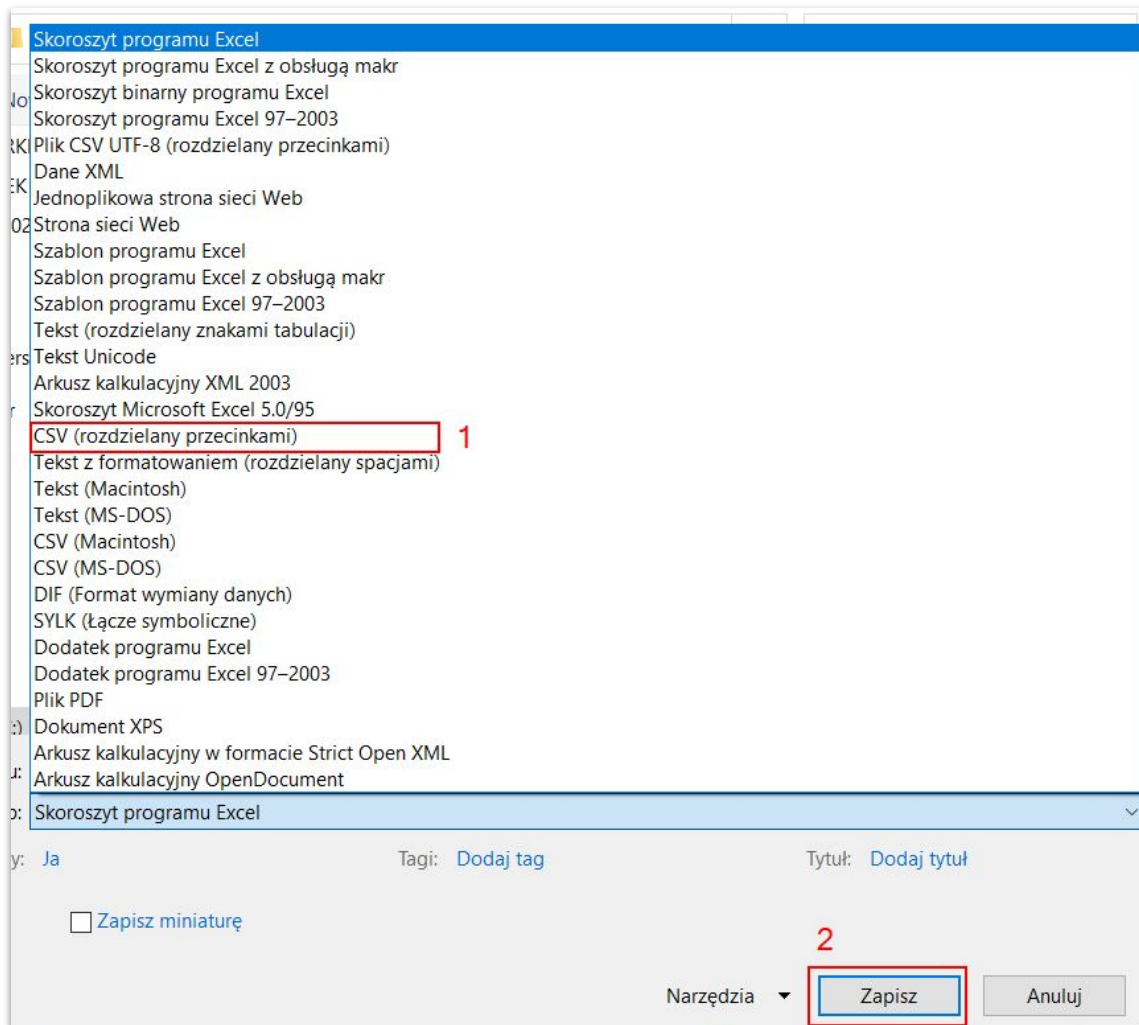 Skoroszyt programu Excel
Skoroszyt programu Excel z obsługą makr
Skoroszyt binarny programu Excel
Skoroszyt programu Excel 97–2003
Plik CSV UTF-8 (rozdzielany przecinkami)
Dane XML
Jednoplikowa strona sieci Web
Strona sieci Web
Szablon programu Excel
Szablon programu Excel z obsługą makr
Szablon programu Excel 97–2003
Tekst (rozdzielany znakami tabulacji)
Tekst Unicode
Arkusz kalkulacyjny XML 2003
Skoroszyt Microsoft Excel 5.0/95
CSV (rozdzielany przecinkami) 1
Tekst z formatowaniem (rozdzielany spacjami)
Tekst (Macintosh)
Tekst (MS-DOS)
CSV (Macintosh)
CSV (MS-DOS)
DIF (Format wymiany danych)
SYLK (Łącze symboliczne)
Dodatek programu Excel
Dodatek programu Excel 97–2003
Plik PDF
Dokument XPS
Arkusz kalkulacyjny w formacie Strict Open XML
Arkusz kalkulacyjny OpenDocument
Skoroszyt programu Excel
Ja Tagi: Dodaj tag Tytuł: Dodaj tytuł
Zapisz miniaturę
2
Narzędzia Zapisz Anuluj